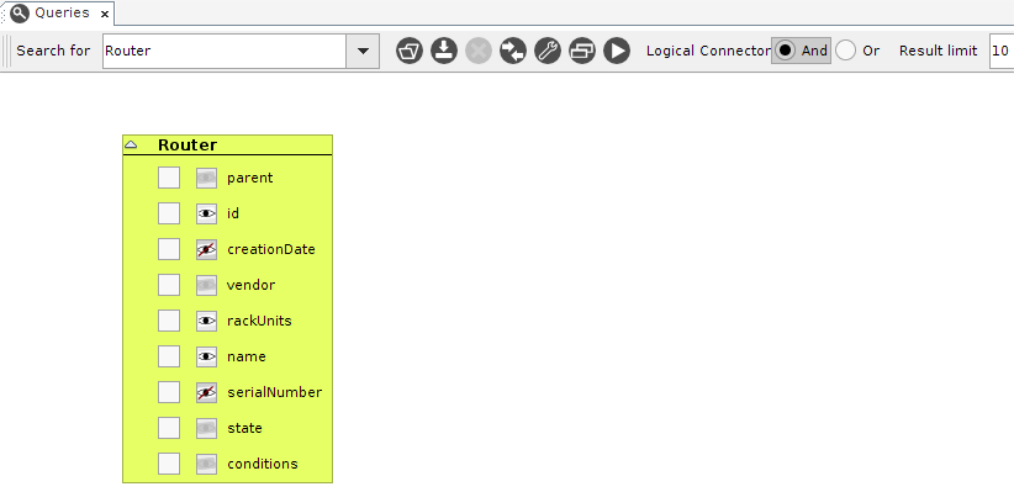 Queries x
Search for Router Logical Connector And Or Result limit 10
Router
parent
id
creationDate
vendor
rackUnits
name
serialNumber
state
conditions